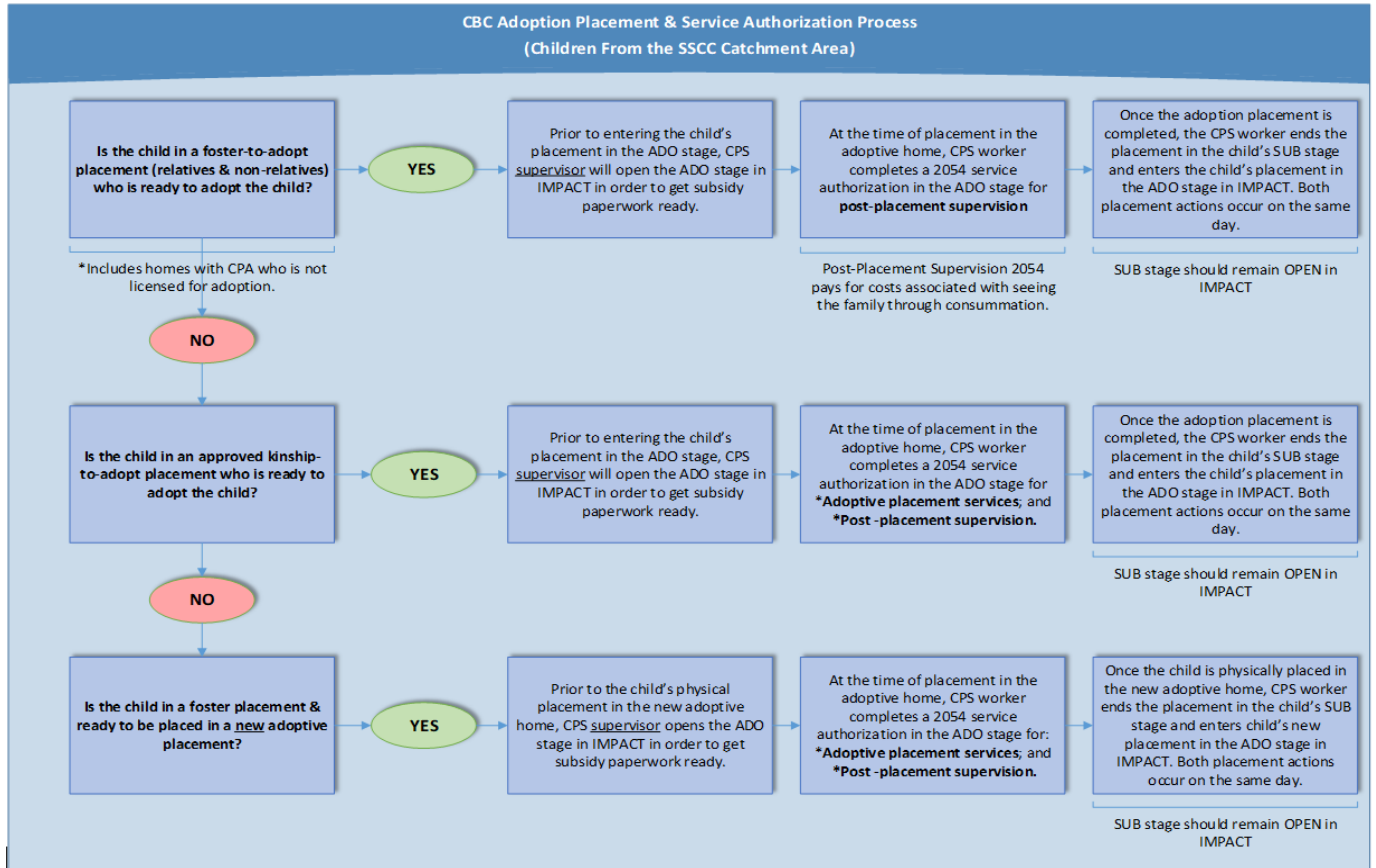 CBC Adoption Placement & Service Authorization Process
(Children From the SSCC Catchment Area)
Is the child in a foster-to-adopt
placement (relatives & non-relatives)
who is ready to adopt the child?
YES
Prior to entering the child's
placement in the ADO stage, CPS
supervisor will open the ADO stage in
IMPACT in order to get subsidy
paperwork ready.
At the time of placement in the
adoptive home, CPS worker
completes a 2054 service
authorization in the ADO stage for
post-placement supervision
Once the adoption placement is
completed, the CPS worker ends the
placement in the child's SUB stage
and enters the child's placement in
the ADO stage in IMPACT. Both
placement actions occur on the same
day.
*Includes homes with CPA who is not
licensed for adoption.
Post-Placement Supervision 2054
pays for costs associated with seeing
the family through consummation.
SUB stage should remain OPEN in
IMPACT
NO
Is the child in an approved kinship-
to-adopt placement who is ready to
adopt the child?
YES
Prior to entering the child's
placement in the ADO stage, CPS
supervisor will open the ADO stage in
IMPACT in order to get subsidy
paperwork ready.
At the time of placement in the
adoptive home, CPS worker
completes a 2054 service
authorization in the ADO stage for
*Adoptive placement services; and
*Post -placement supervision.
Once the adoption placement is
completed, the CPS worker ends the
placement in the child's SUB stage
and enters the child's placement in
the ADO stage in IMPACT. Both
placement actions occur on the same
day.
SUB stage should remain OPEN in
IMPACT
NO
Is the child in a foster placement &
ready to be placed in a new adoptive
placement?
YES
Prior to the child's physical
placement in the new adoptive
home, CPS supervisor opens the ADO
stage in IMPACT in order to get
subsidy paperwork ready.
At the time of placement in the
adoptive home, CPS worker
completes a 2054 service
authorization in the ADO stage for:
*Adoptive placement services; and
*Post -placement supervision.
Once the child is physically placed in
the new adoptive home, CPS worker
ends the placement in the child's SUB
stage and enters child's new
placement in the ADO stage in
IMPACT. Both placement actions
occur on the same day.
SUB stage should remain OPEN in
IMPACT